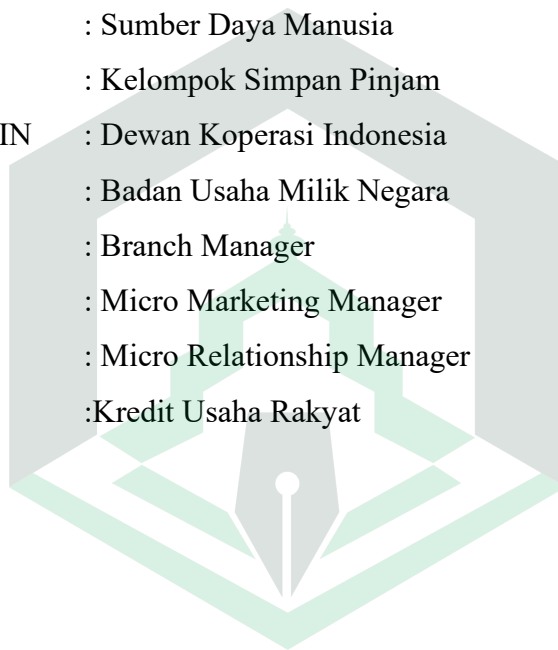 : Sumber Daya Manusia
: Kelompok Simpan Pinjam
IN : Dewan Koperasi Indonesia
: Badan Usaha Milik Negara
: Branch Manager
: Micro Marketing Manager
: Micro Relationship Manager
:Kredit Usaha Rakyat